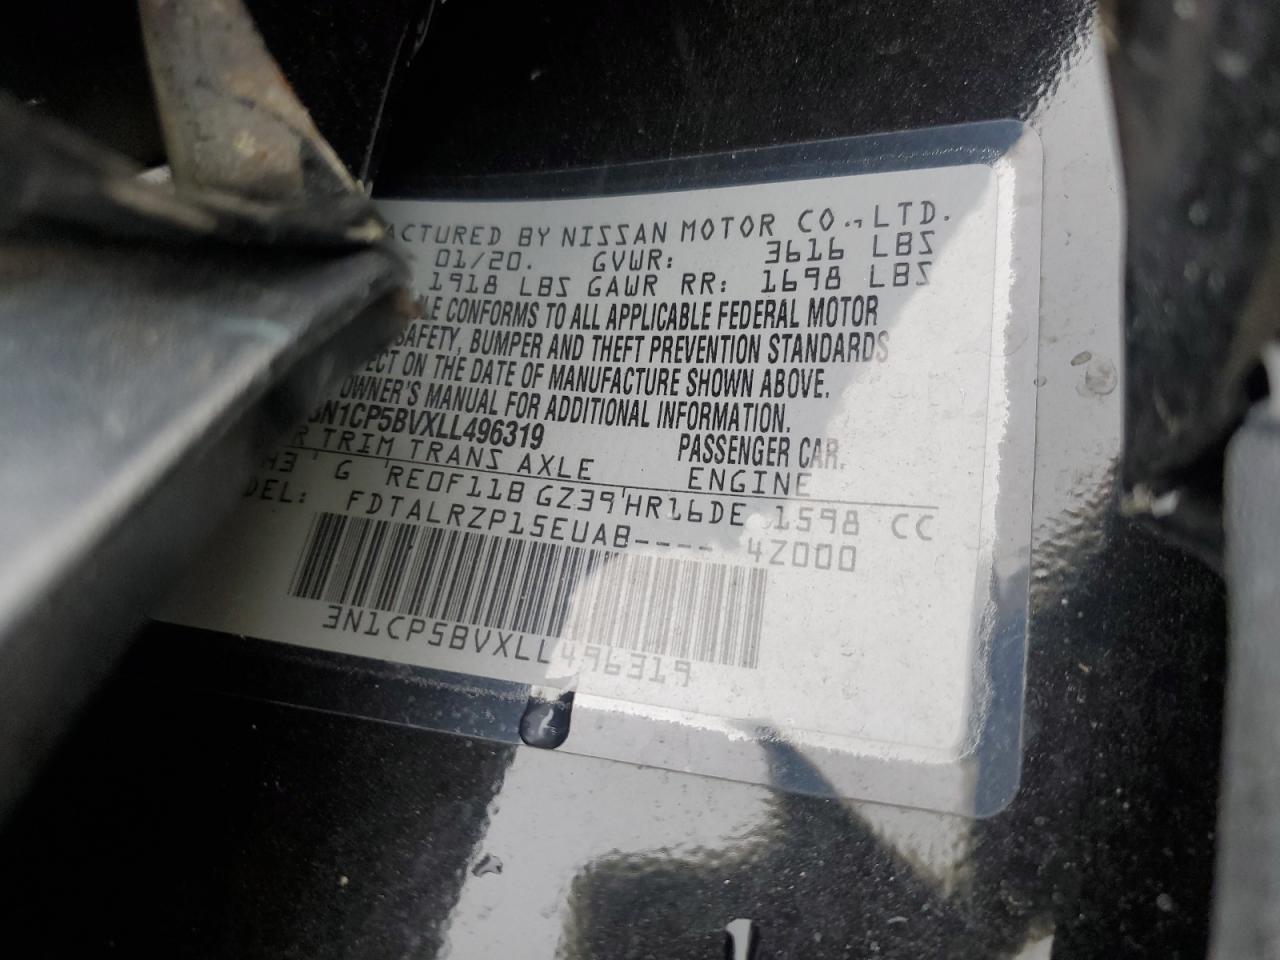 ACTURED BY NISSAN MOTOR CO., LTD.
01/20. GVWR: 3616 LBS
1918 LBS GAWR RR: 1698 LBS
LE CONFORMS TO ALL APPLICABLE FEDERAL MOTOR
SAFETY, BUMPER AND THEFT PREVENTION STANDARDS
ECT ON THE DATE OF MANUFACTURE SHOWN ABOVE.
OWNER'S MANUAL FOR ADDITIONAL INFORMATION.
3N1CP5BVXLL496319 PASSENGER CAR.
R TRIM TRANS AXLE ENGINE
H3 ' G 'RE0F11B GZ39'HR16DE 1598 CC
DEL: FDTALRZP15EUAB---- 4Z000
3N1CP5BVXLL496319